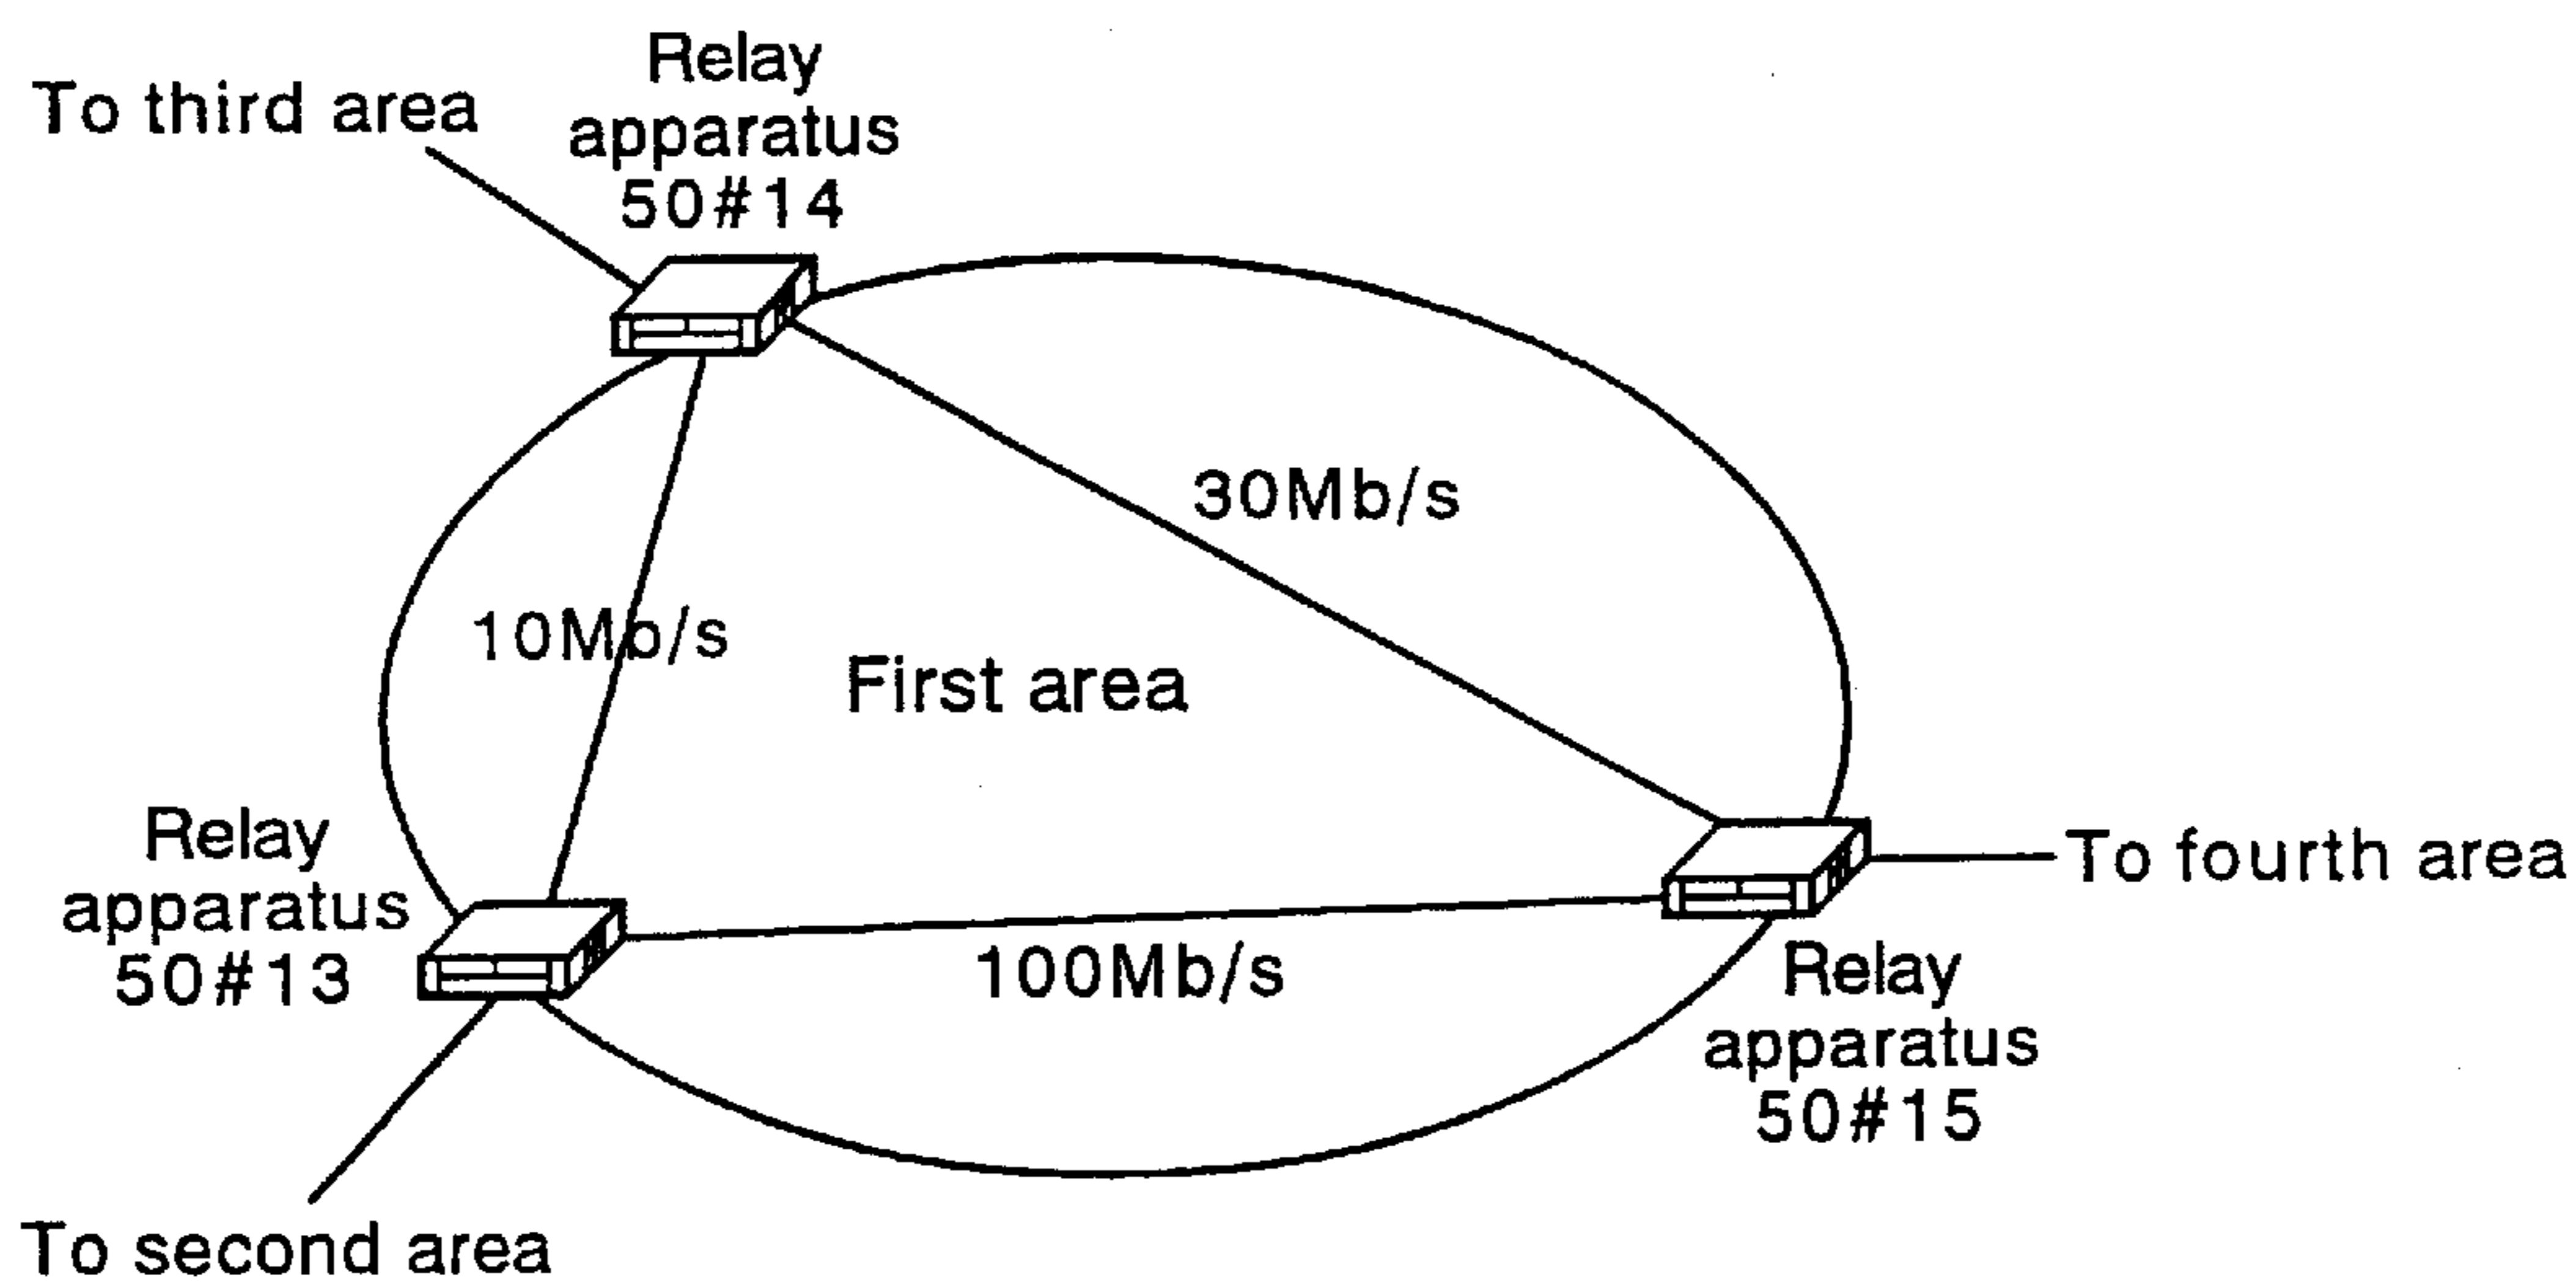 To third area
Relay
apparatus
50#14
30Mb/s
10Mb/s
First area
Relay
apparatus
50#13
100Mb/s
To fourth area
Relay
apparatus
50#15
To second area